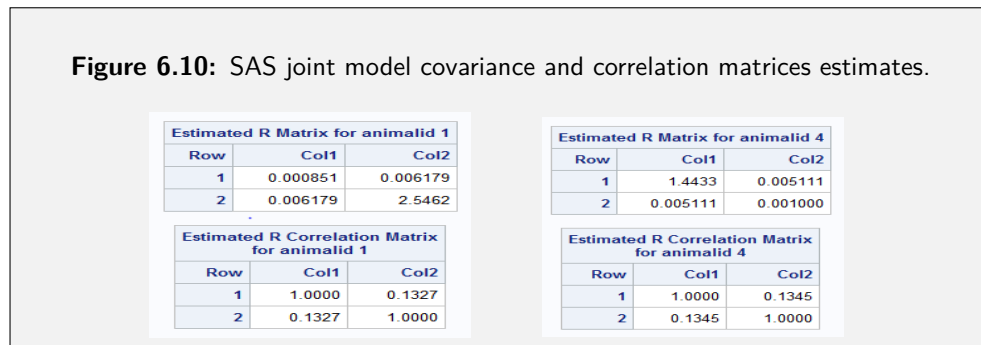 Figure 6.10: SAS joint model covariance and correlation matrices estimates.
Estimated R Matrix for animalid 1
Row Col1 Col2
1 0.000851 0.006179
2 0.006179 2.5462
Estimated R Correlation Matrix
for animalid 1
Row Col1 Col2
1 1.0000 0.1327
2 0.1327 1.0000
Estimated R Matrix for animalid 4
Row Col1 Col2
1 1.4433 0.005111
2 0.005111 0.001000
Estimated R Correlation Matrix
for animalid 4
Row Col1 Col2
1 1.0000 0.1345
2 0.1345 1.0000